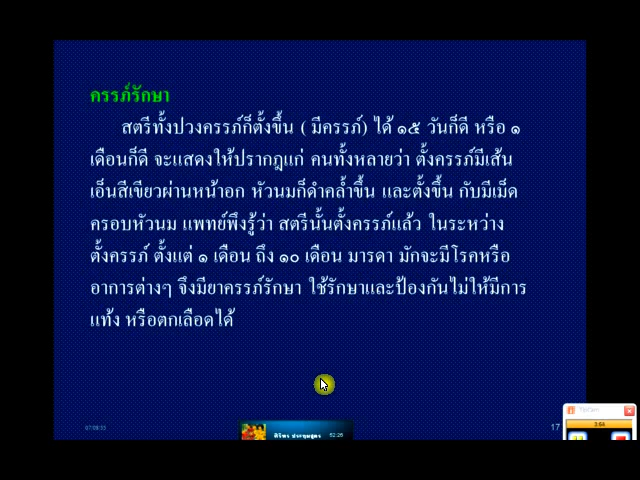 ครรภ์รักษา
สตรีทั้งปวงครรภ์ก็ตั้งขึ้น ( มีครรภ์) ได้ ๑๕ วันก็ดี หรือ ๑
เดือนก็ดี จะแสดงให้ปรากฎแก่ คนทั้งหลายว่า ตั้งครรภ์มีเส้น
เอ็นสีเขียวผ่านหน้าอก หัวนมก็ดำคล้ำขึ้น และตั้งขึ้น กับมีเม็ด
ครอบหัวนม แพทย์พึงรู้ว่า สตรีนั้นตั้งครรภ์แล้ว ในระหว่าง
ตั้งครรภ์ ตั้งแต่ ๑ เดือน ถึง ๑๐ เดือน มารดา มักจะมีโรคหรือ
อาการต่างๆ จึงมียาครรภ์รักษา ใช้รักษาและป้องกันไม่ให้มีการ
แท้ง หรือตกเลือดได้
17